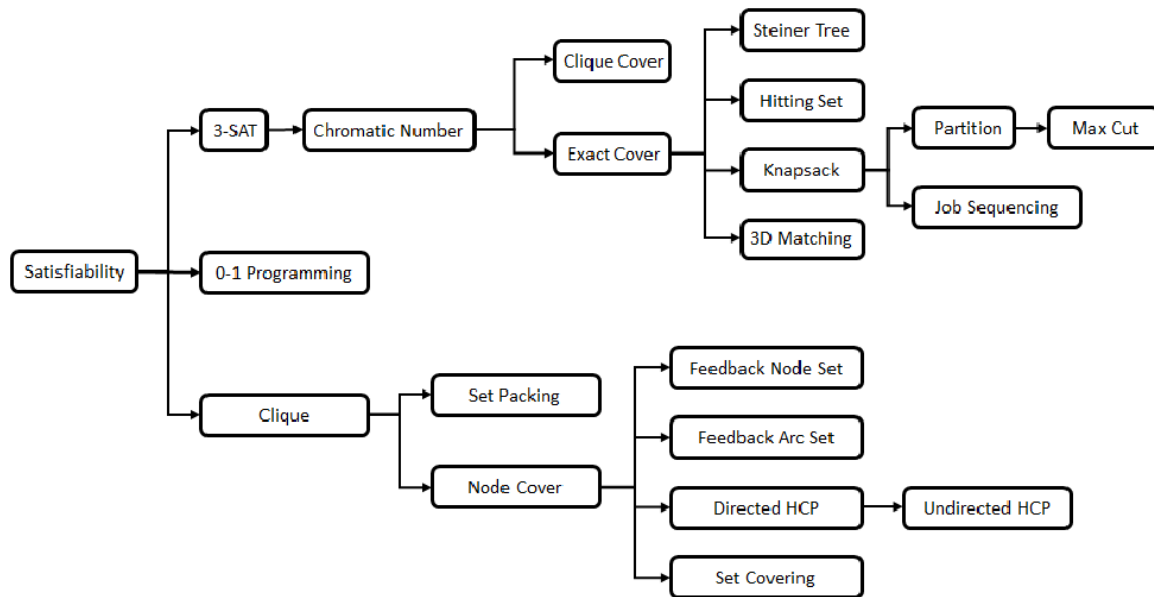 Steiner Tree
Clique Cover
Hitting Set
3-SAT
Chromatic Number
Partition
Max Cut
Exact Cover
Knapsack
Job Sequencing
3D Matching
Satisfiability
0-1 Programming
Feedback Node Set
Set Packing
Clique
Feedback Arc Set
Node Cover
Directed HCP
Undirected HCP
Set Covering